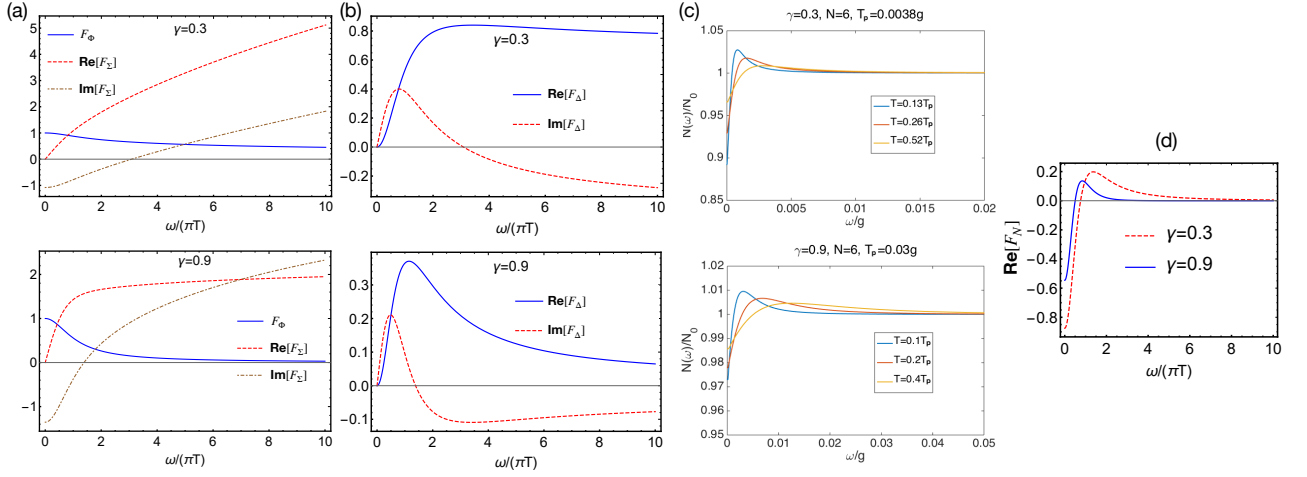 (a)
γ=0.3
F_Φ
Re[F_Σ]
Im[F_Σ]
5
4
3
2
1
0
-1
0 2 4 6 8 10
ω/(πT)
γ=0.9
F_Φ
Re[F_Σ]
Im[F_Σ]
2
1
0
-1
0 2 4 6 8 10
ω/(πT)
(b)
γ=0.3
Re[F_Δ]
Im[F_Δ]
0.8
0.6
0.4
0.2
0.0
-0.2
0 2 4 6 8 10
ω/(πT)
γ=0.9
Re[F_Δ]
Im[F_Δ]
0.3
0.2
0.1
0.0
-0.1
0 2 4 6 8 10
ω/(πT)
(c)
γ=0.3, N=6, T_p=0.0038g
N(ω)/N_0
1.05
1
0.95
0.9
0.85
T=0.13T_p
T=0.26T_p
T=0.52T_p
0 0.005 0.01 0.015 0.02
ω/g
γ=0.9, N=6, T_p=0.03g
N(ω)/N_0
1.02
1.01
1
0.99
0.98
0.97
0.96
0.95
T=0.1T_p
T=0.2T_p
T=0.4T_p
0 0.01 0.02 0.03 0.04 0.05
ω/g
(d)
Re[F_N]
0.2
0.0
-0.2
-0.4
-0.6
-0.8
γ=0.3
γ=0.9
0 2 4 6 8 10
ω/(πT)